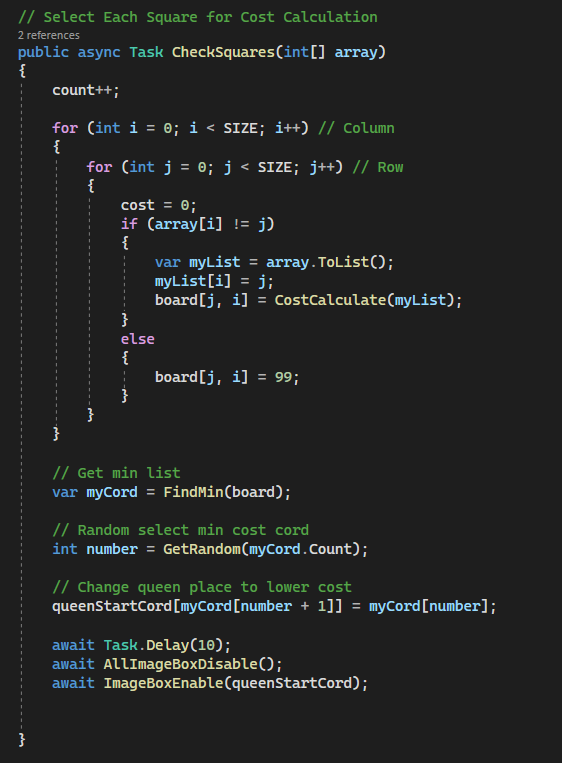 // Select Each Square for Cost Calculation
2 references
public async Task CheckSquares(int[] array)
{
    count++;

    for (int i = 0; i < SIZE; i++) // Column
    {
        for (int j = 0; j < SIZE; j++) // Row
        {
            cost = 0;
            if (array[i] != j)
            {
                var myList = array.ToList();
                myList[i] = j;
                board[j, i] = CostCalculate(myList);
            }
            else
            {
                board[j, i] = 99;
            }
        }
    }

    // Get min list
    var myCord = FindMin(board);

    // Random select min cost cord
    int number = GetRandom(myCord.Count);

    // Change queen place to lower cost
    queenStartCord[myCord[number + 1]] = myCord[number];

    await Task.Delay(10);
    await AllImageBoxDisable();
    await ImageBoxEnable(queenStartCord);


}